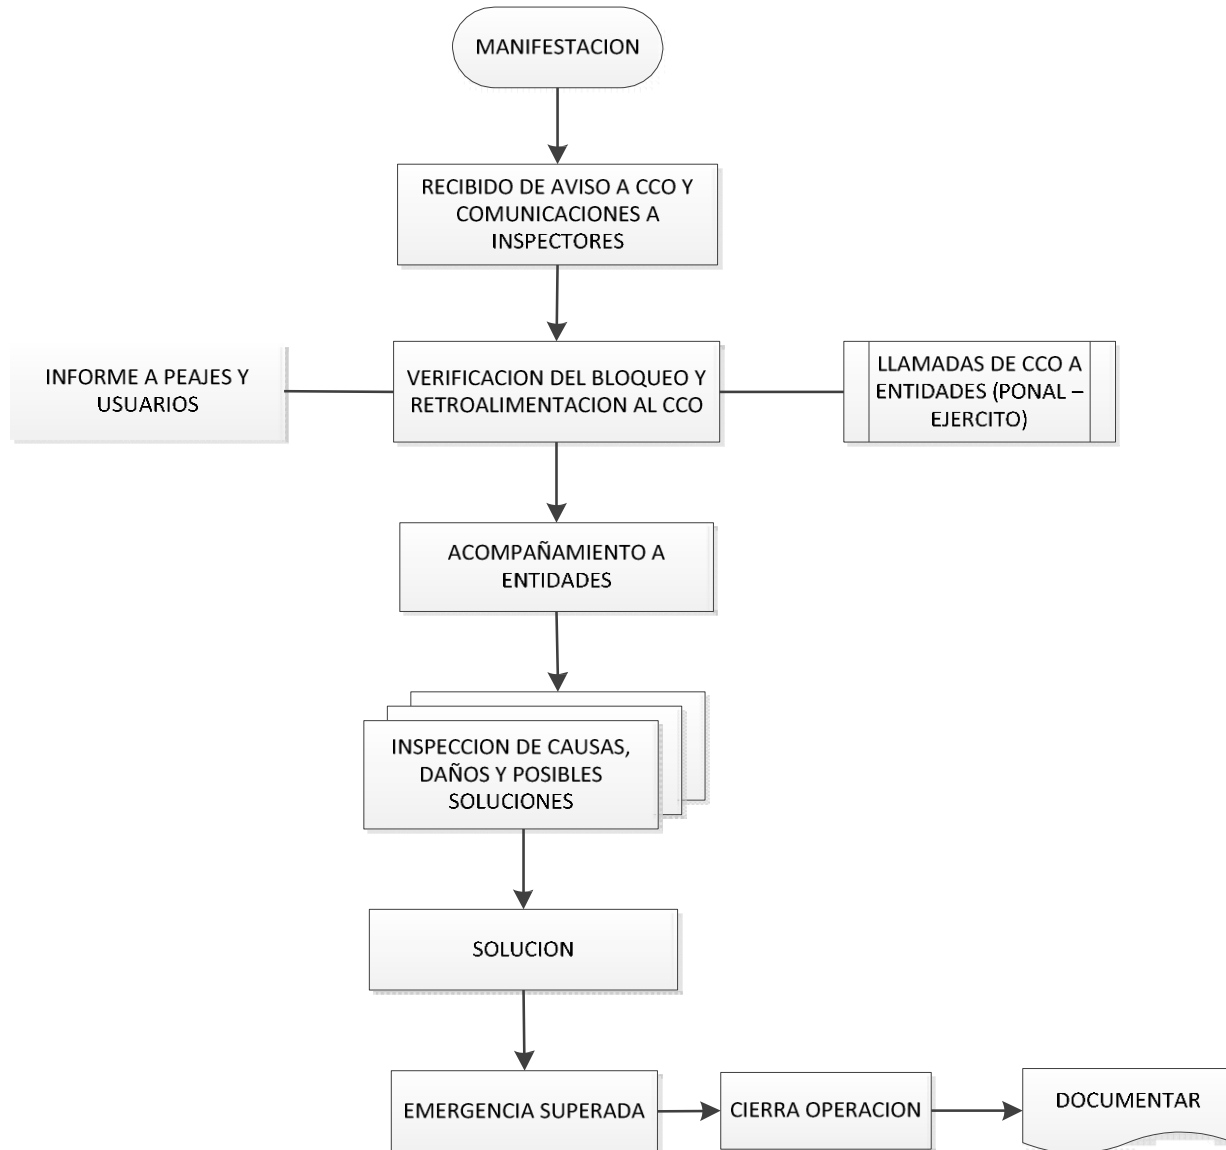 MANIFESTACION
RECIBIDO DE AVISO A CCO Y
COMUNICACIONES A
INSPECTORES
INFORME A PEAJES Y
USUARIOS
VERIFICACION DEL BLOQUEO Y
RETROALIMENTACION AL CCO
LLAMADAS DE CCO A
ENTIDADES (PONAL –
EJERCITO)
ACOMPAÑAMIENTO A
ENTIDADES
INSPECCION DE CAUSAS,
DAÑOS Y POSIBLES
SOLUCIONES
SOLUCION
EMERGENCIA SUPERADA
CIERRA OPERACION
DOCUMENTAR